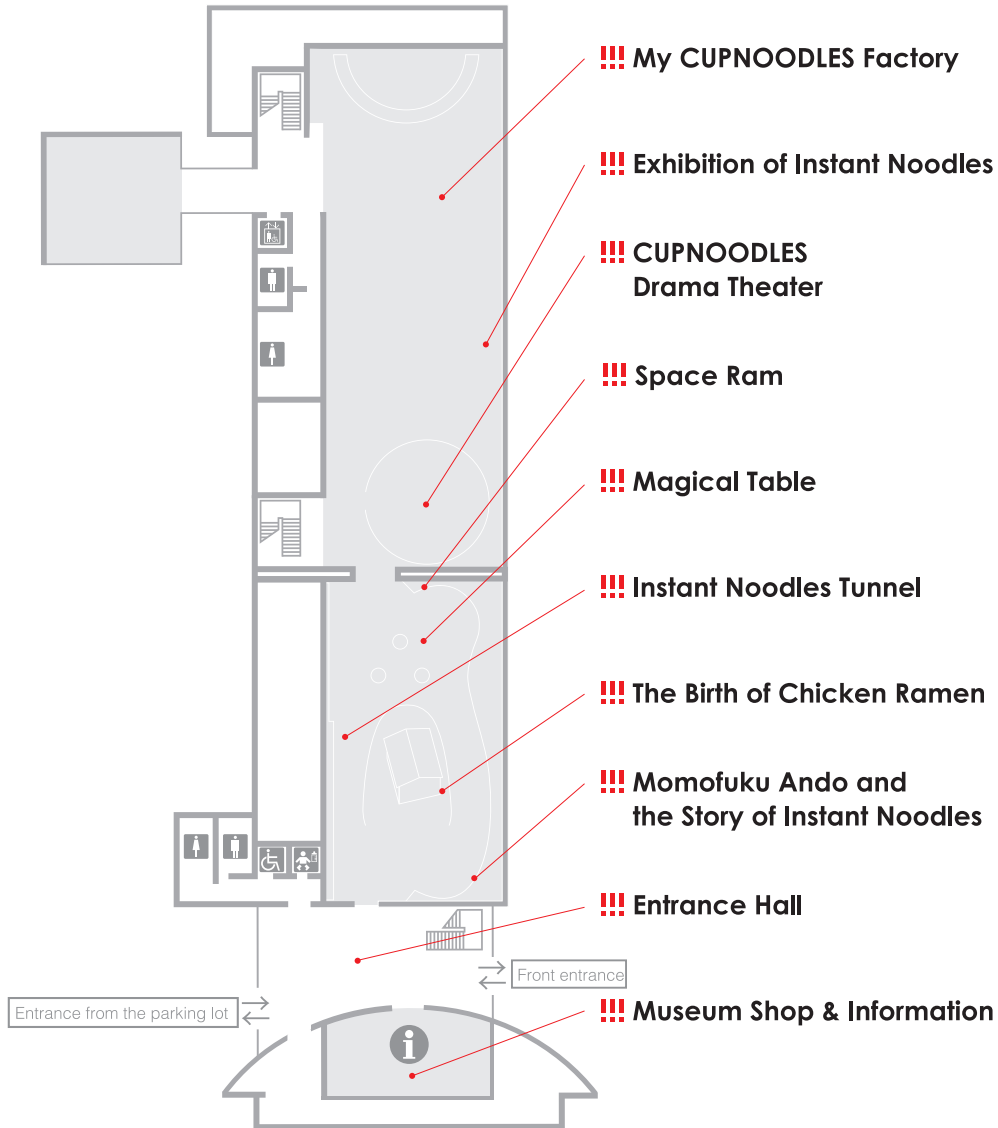 !!! My CUPNOODLES Factory
!!! Exhibition of Instant Noodles
!!! CUPNOODLES
Drama Theater
!!! Space Ram
!!! Magical Table
!!! Instant Noodles Tunnel
!!! The Birth of Chicken Ramen
!!! Momofuku Ando and
the Story of Instant Noodles
!!! Entrance Hall
Front entrance
Entrance from the parking lot
!!! Museum Shop & Information
i